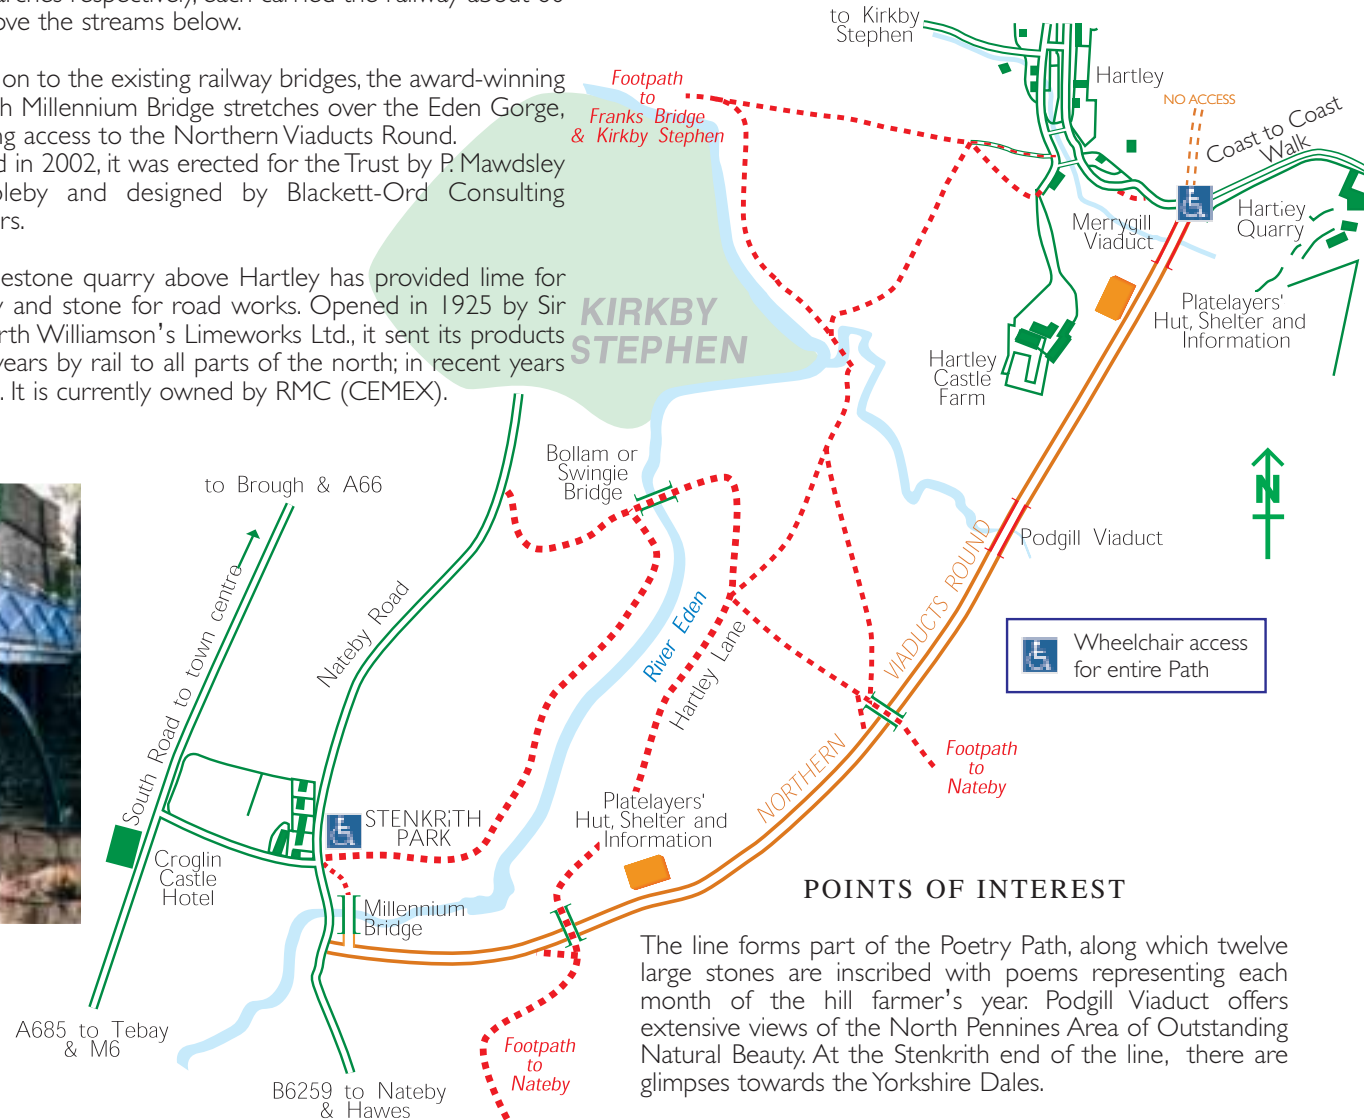 arches respectively, each carried the railway about 60
ove the streams below.
on to the existing railway bridges, the award-winning
h Millennium Bridge stretches over the Eden Gorge,
ng access to the Northern Viaducts Round.
d in 2002, it was erected for the Trust by P. Mawdsley
pleby and designed by Blackett-Ord Consulting
rs.
estone quarry above Hartley has provided lime for
y and stone for road works. Opened in 1925 by Sir
rth Williamson's Limeworks Ltd., it sent its products
years by rail to all parts of the north; in recent years
. It is currently owned by RMC (CEMEX).
to Kirkby
Stephen
Footpath
to
Franks Bridge
& Kirkby Stephen
Hartley
NO ACCESS
Coast to Coast
Walk
Merrygill
Viaduct
Hartley
Quarry
Platelayers'
Hut, Shelter and
Information
KIRKBY
STEPHEN
Hartley
Castle
Farm
Bollam or
Swingie
Bridge
to Brough & A66
N
Podgill Viaduct
South Road to town centre
Nateby Road
River Eden
Hartley Lane
NORTHERN VIADUCTS ROUND
Wheelchair access
for entire Path
Footpath
to
Nateby
Platelayers'
Hut, Shelter and
Information
STENKRITH
PARK
Croglin
Castle
Hotel
Millennium
Bridge
A685 to Tebay
& M6
B6259 to Nateby
& Hawes
Footpath
to
Nateby
POINTS OF INTEREST
The line forms part of the Poetry Path, along which twelve
large stones are inscribed with poems representing each
month of the hill farmer's year. Podgill Viaduct offers
extensive views of the North Pennines Area of Outstanding
Natural Beauty. At the Stenkrith end of the line, there are
glimpses towards the Yorkshire Dales.